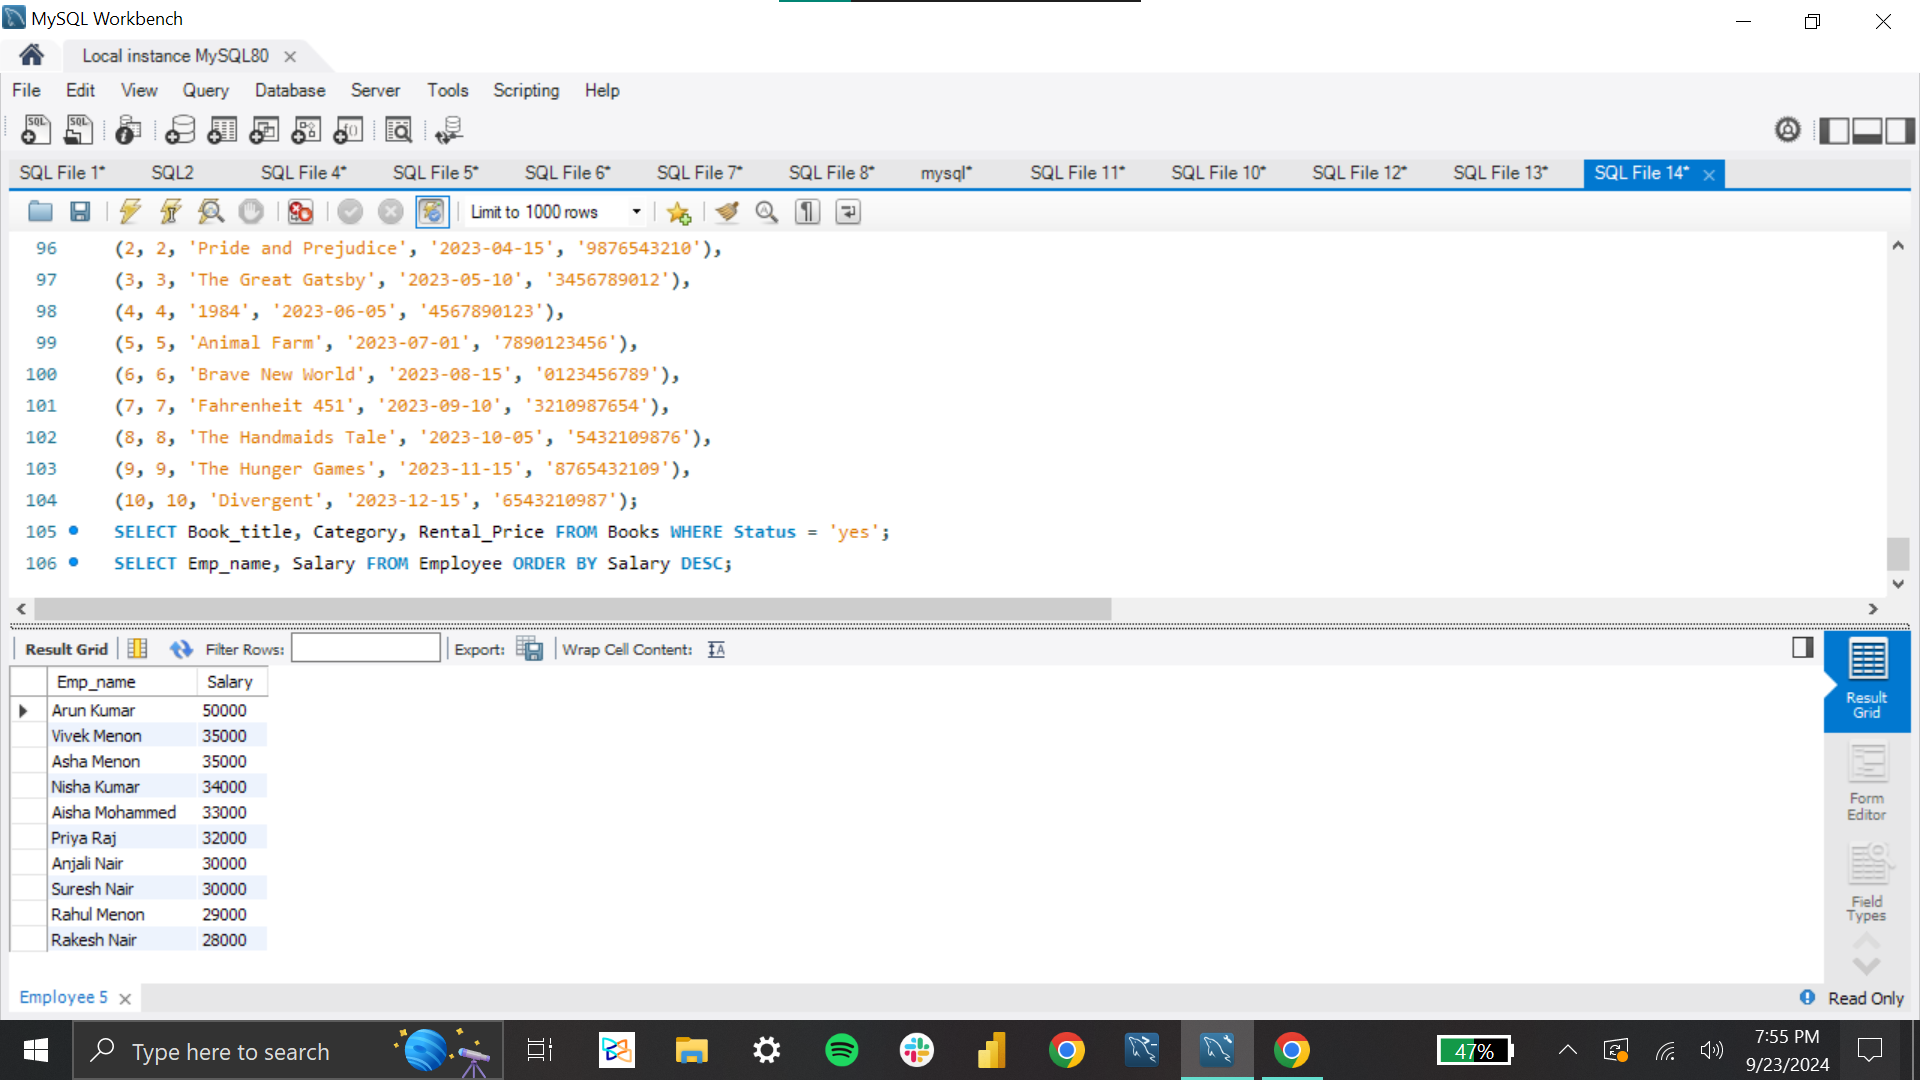 MySQL Workbench
Local instance MySQL80
File Edit View Query Database Server Tools Scripting Help
SQL File 1* SQL2 SQL File 4* SQL File 5* SQL File 6* SQL File 7* SQL File 8* mysql* SQL File 11* SQL File 10* SQL File 12* SQL File 13* SQL File 14*
Limit to 1000 rows
96 (2, 2, 'Pride and Prejudice', '2023-04-15', '9876543210'),
97 (3, 3, 'The Great Gatsby', '2023-05-10', '3456789012'),
98 (4, 4, '1984', '2023-06-05', '4567890123'),
99 (5, 5, 'Animal Farm', '2023-07-01', '7890123456'),
100 (6, 6, 'Brave New World', '2023-08-15', '0123456789'),
101 (7, 7, 'Fahrenheit 451', '2023-09-10', '3210987654'),
102 (8, 8, 'The Handmaids Tale', '2023-10-05', '5432109876'),
103 (9, 9, 'The Hunger Games', '2023-11-15', '8765432109'),
104 (10, 10, 'Divergent', '2023-12-15', '6543210987');
105 SELECT Book_title, Category, Rental_Price FROM Books WHERE Status = 'yes';
106 SELECT Emp_name, Salary FROM Employee ORDER BY Salary DESC;
Result Grid Filter Rows: Export: Wrap Cell Content:
Emp_name Salary
Arun Kumar 50000
Vivek Menon 35000
Asha Menon 35000
Nisha Kumar 34000
Aisha Mohammed 33000
Priya Raj 32000
Anjali Nair 30000
Suresh Nair 30000
Rahul Menon 29000
Rakesh Nair 28000
Result
Grid
Form
Editor
Field
Types
Employee 5
Read Only
Type here to search
47%
7:55 PM
9/23/2024